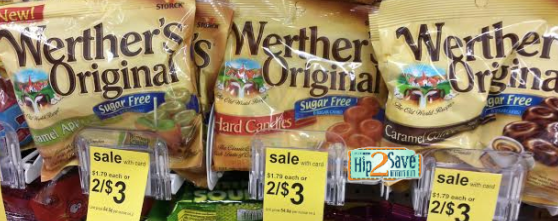 New!
STORCK
Werther's
Original
Sugar Free
Caramel Apple
sale with card
$1.79 each or
2/$3
Werther's
Original
Sugar Free
Hard Candies
sale with card
$1.79 each or
2/$3
Hip2Save
Werther's
Original
Sugar Free
Caramel
sale with card
$1.79 each or
2/$3